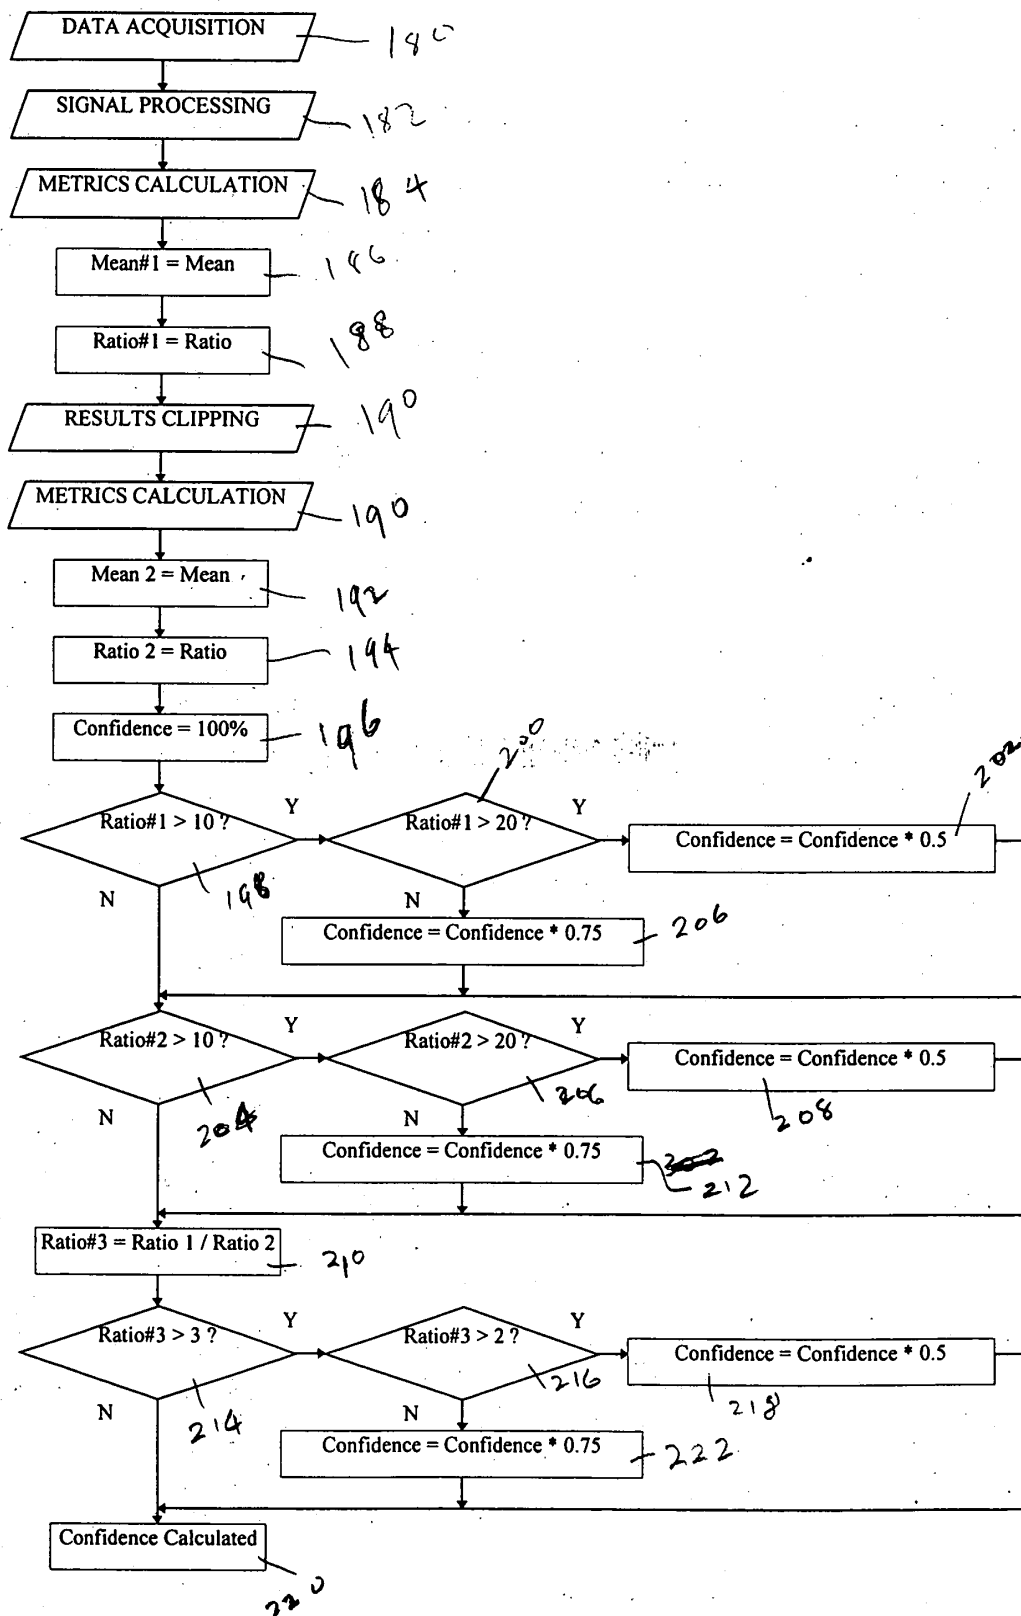 DATA ACQUISITION 180
SIGNAL PROCESSING 182
METRICS CALCULATION 184
Mean#1 = Mean 186
Ratio#1 = Ratio 188
RESULTS CLIPPING 190
METRICS CALCULATION 190
Mean 2 = Mean 192
Ratio 2 = Ratio 194
Confidence = 100% 196
200
202
Ratio#1 > 10 ? Y Ratio#1 > 20 ? Y Confidence = Confidence * 0.5
198
N N
Confidence = Confidence * 0.75 206
Ratio#2 > 10 ? Y Ratio#2 > 20 ? Y Confidence = Confidence * 0.5
204 206 208
N N
Confidence = Confidence * 0.75
212
Ratio#3 = Ratio 1 / Ratio 2 210
Ratio#3 > 3 ? Y Ratio#3 > 2 ? Y Confidence = Confidence * 0.5
214 216 218
N N
Confidence = Confidence * 0.75 222
Confidence Calculated
220